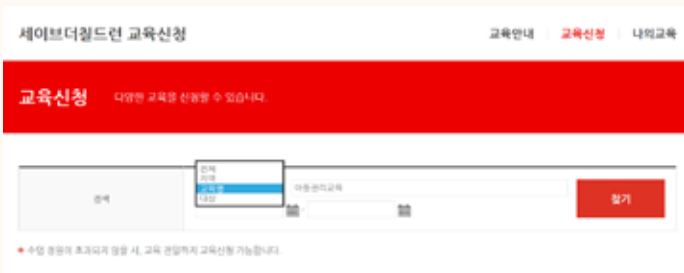 세이브더칠드런 교육신청
교육안내 교육신청 나의교육
교육신청 다양한 교육을 신청할 수 있습니다.
전체
지역
교육명
대상
검색
아동권리교육
-
찾기
* 수업 정원이 초과되지 않을 시, 교육 전일까지 교육신청 가능합니다.